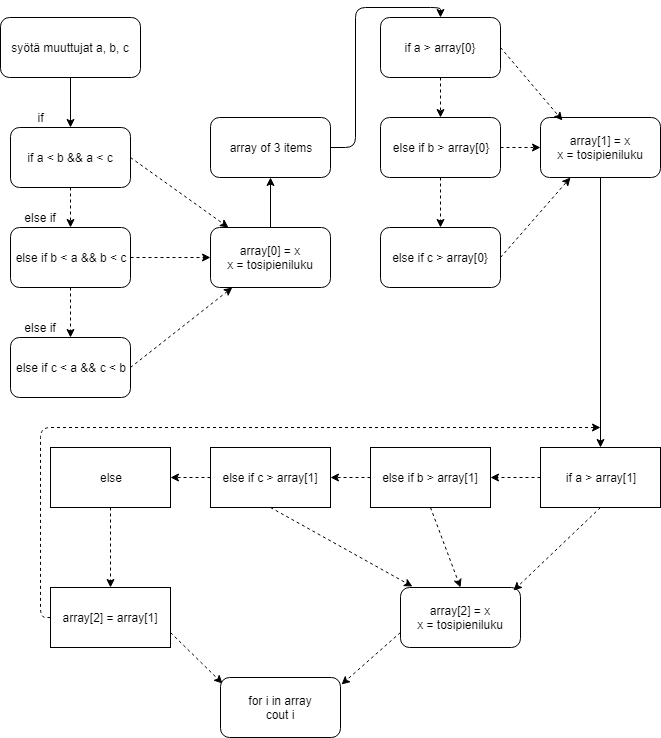 syötä muuttujat a, b, c
if
if a < b && a < c
else if
else if b < a && b < c
else if
else if c < a && c < b
array[0] = x
x = tosipieniluku
array of 3 items
if a > array[0}
else if b > array[0}
else if c > array[0}
array[1] = x
x = tosipieniluku
if a > array[1]
else if b > array[1]
else if c > array[1]
else
array[2] = array[1]
array[2] = x
x = tosipieniluku
for i in array
cout i